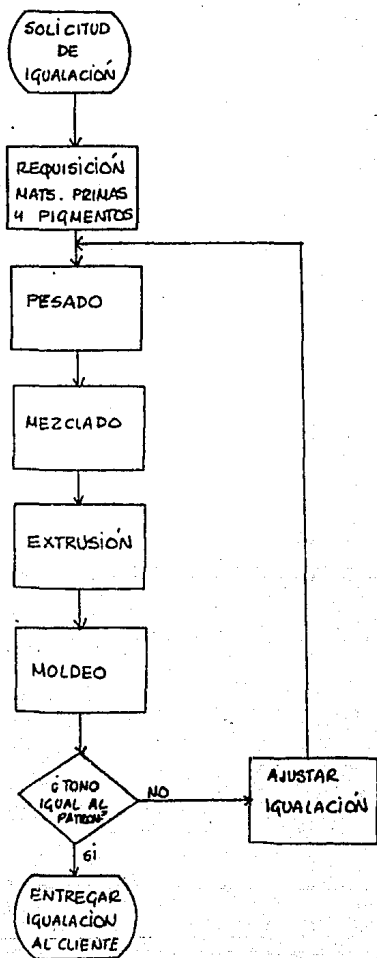 SOLICITUD
DE
IGUALACIÓN
REQUISICIÓN
MATS. PRIMAS
Y PIGMENTOS
PESADO
MEZCLADO
EXTRUSIÓN
MOLDEO
¿TONO
IGUAL AL
PATRON?
NO
AJUSTAR
IGUALACIÓN
SI
ENTREGAR
IGUALACION
AL CLIENTE